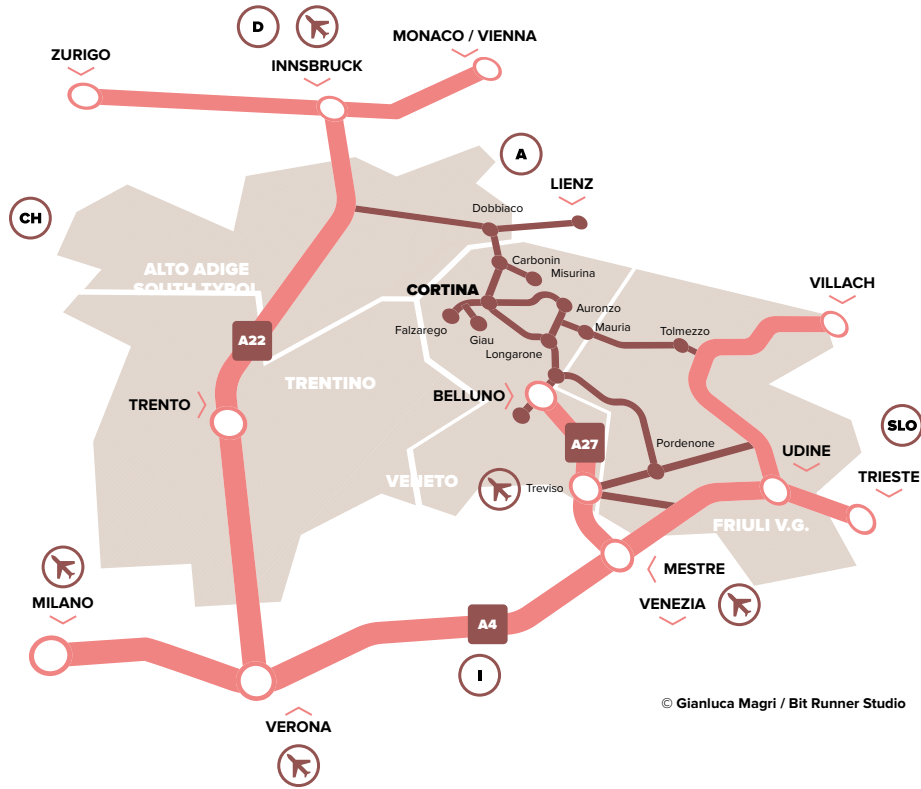 D
MONACO / VIENNA
ZURIGO
INNSBRUCK
A
LIENZ
CH
Dobbiaco
Carbonin
Misurina
ALTO ADIGE
SOUTH TYROL
CORTINA
VILLACH
Auronzo
Falzarego
Giau
Mauria
Tolmezzo
A22
Longarone
TRENTINO
BELLUNO
TRENTO
SLO
A27
Pordenone
UDINE
VENETO
Treviso
TRIESTE
FRIULI V.G.
MESTRE
MILANO
VENEZIA
A4
I
© Gianluca Magri / Bit Runner Studio
VERONA